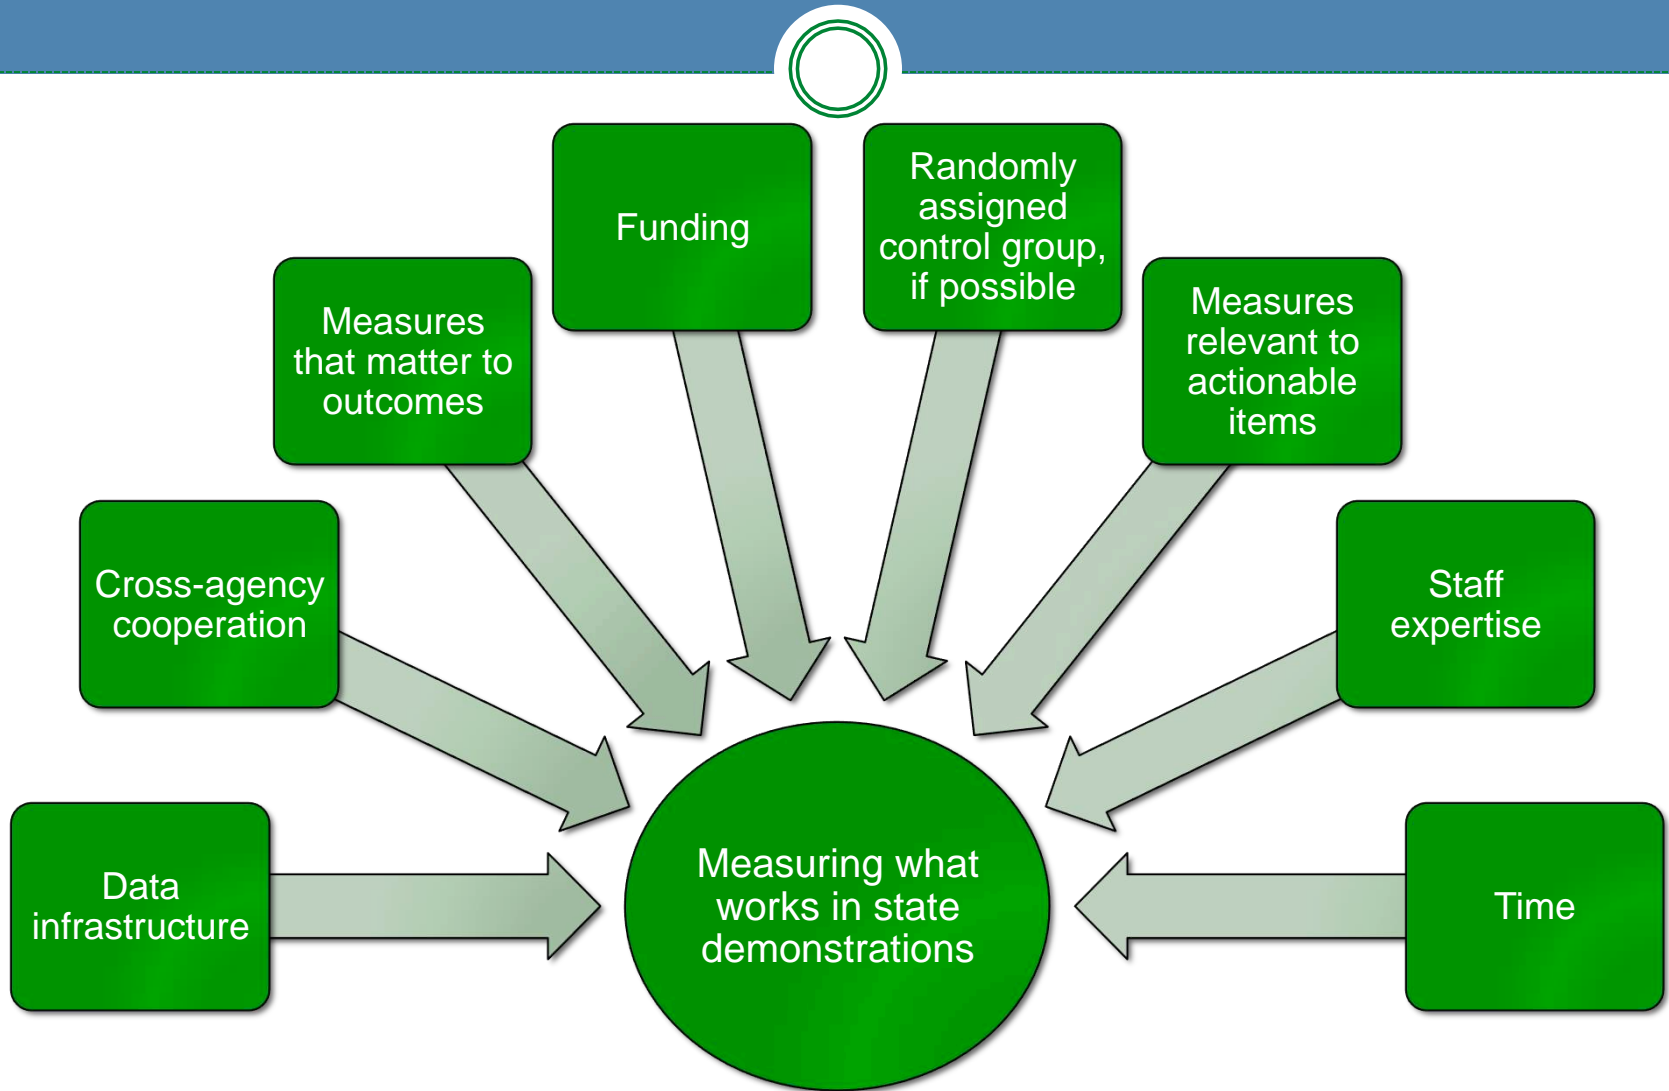 Funding
Randomly
assigned
control group,
if possible
Measures
that matter to
outcomes
Measures
relevant to
actionable
items
Cross-agency
cooperation
Staff
expertise
Data
infrastructure
Measuring what
works in state
demonstrations
Time